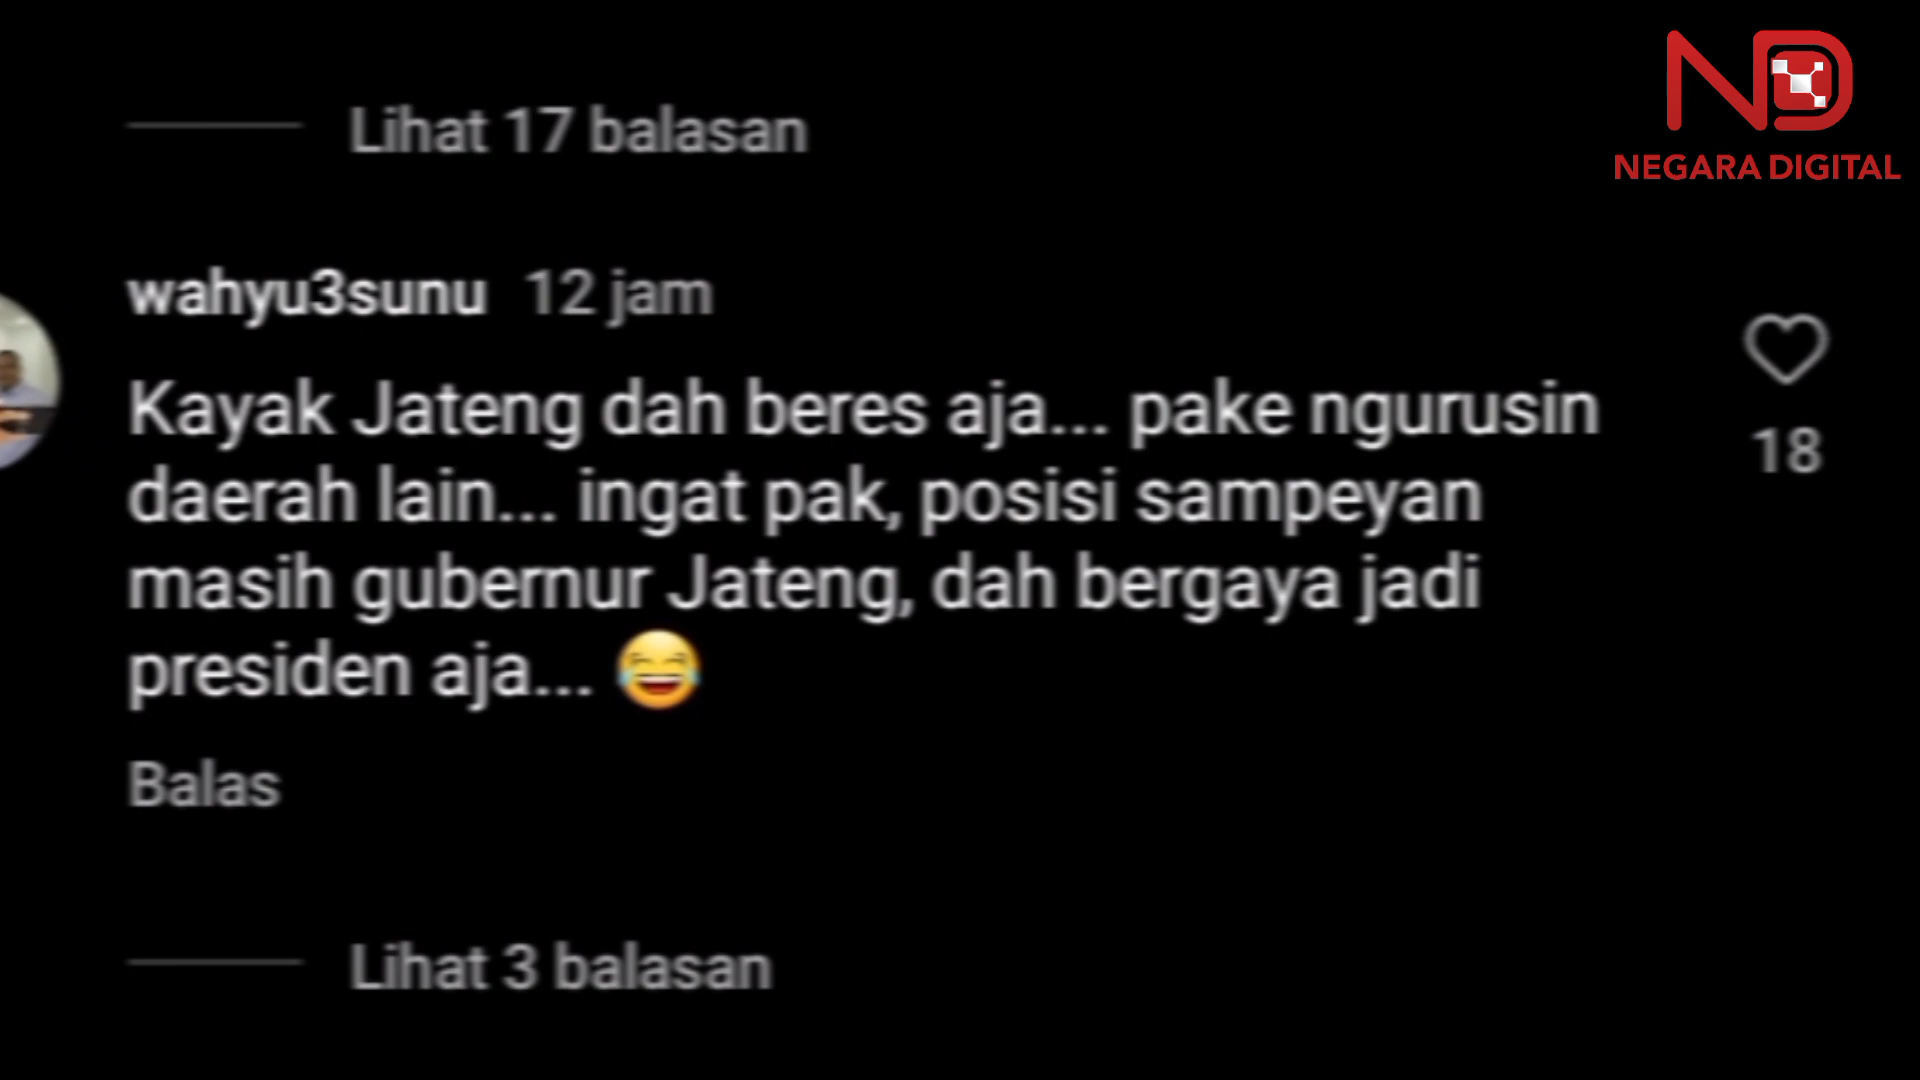 NEGARA DIGITAL
Lihat 17 balasan
wahyu3sunu 12 jam
Kayak Jateng dah beres aja... pake ngurusin
daerah lain... ingat pak, posisi sampeyan
masih gubernur Jateng, dah bergaya jadi
presiden aja... 😂
18
Balas
Lihat 3 balasan